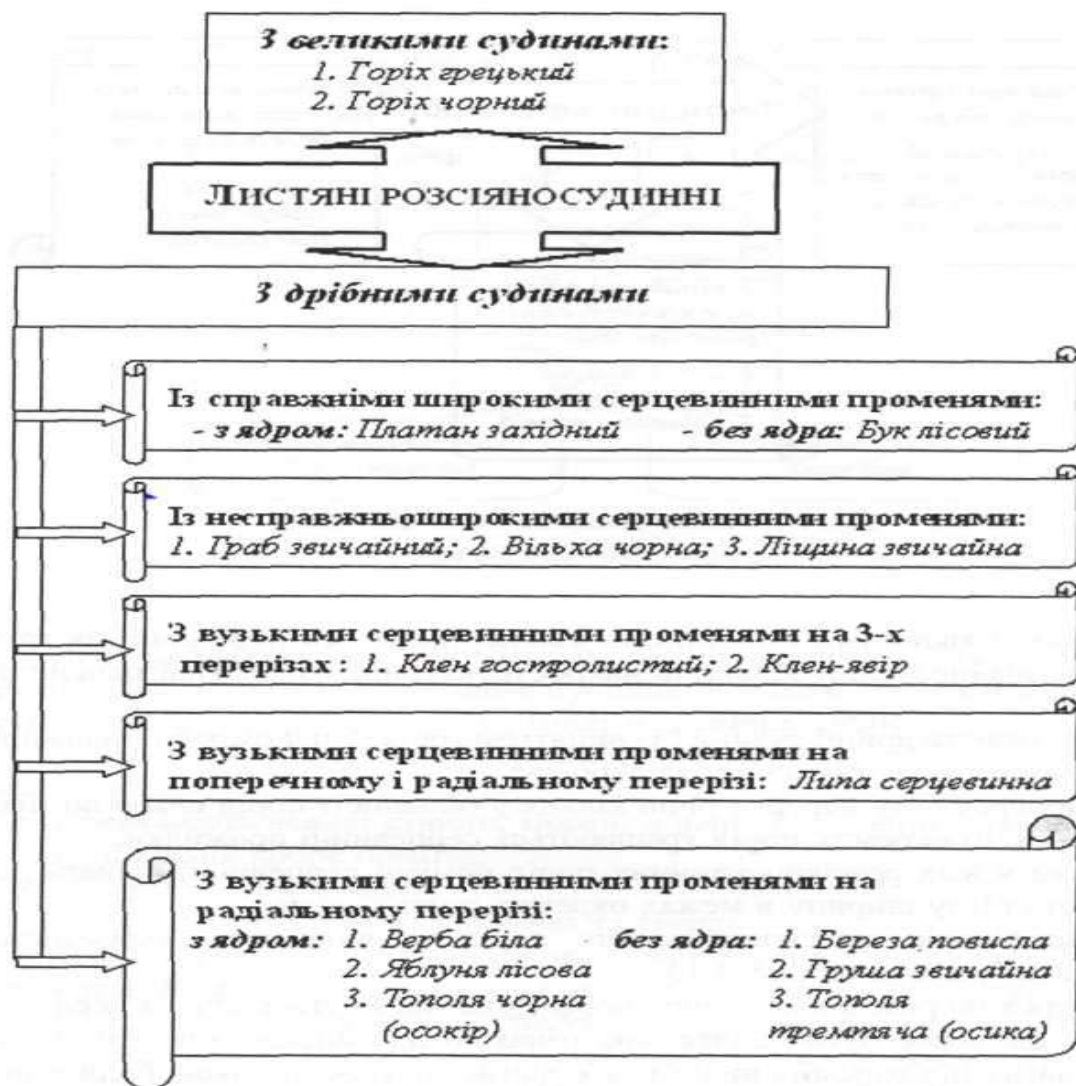 З великими судинами:
1. Горіх грецький
2. Горіх чорний
ЛИСТЯНІ РОЗСІЯНОСУДИННІ
З дрібними судинами
Із справжніми широкими серцевинними променями:
- з ядром: Платан західний - без ядра: Бук лісовий
Із несправжньоширокими серцевинними променями:
1. Граб звичайний; 2. Вільха чорна; 3. Ліщина звичайна
З вузькими серцевинними променями на 3-х
перерізах : 1. Клен гостролистий; 2. Клен-явір
З вузькими серцевинними променями на
поперечному і радіальному перерізі: Липа серцевинна
З вузькими серцевинними променями на
радіальному перерізі:
з ядром: 1. Верба біла без ядра: 1. Береза повисла
2. Яблуня лісова 2. Груша звичайна
3. Тополя чорна 3. Тополя
(осокір) тремтяча (осика)